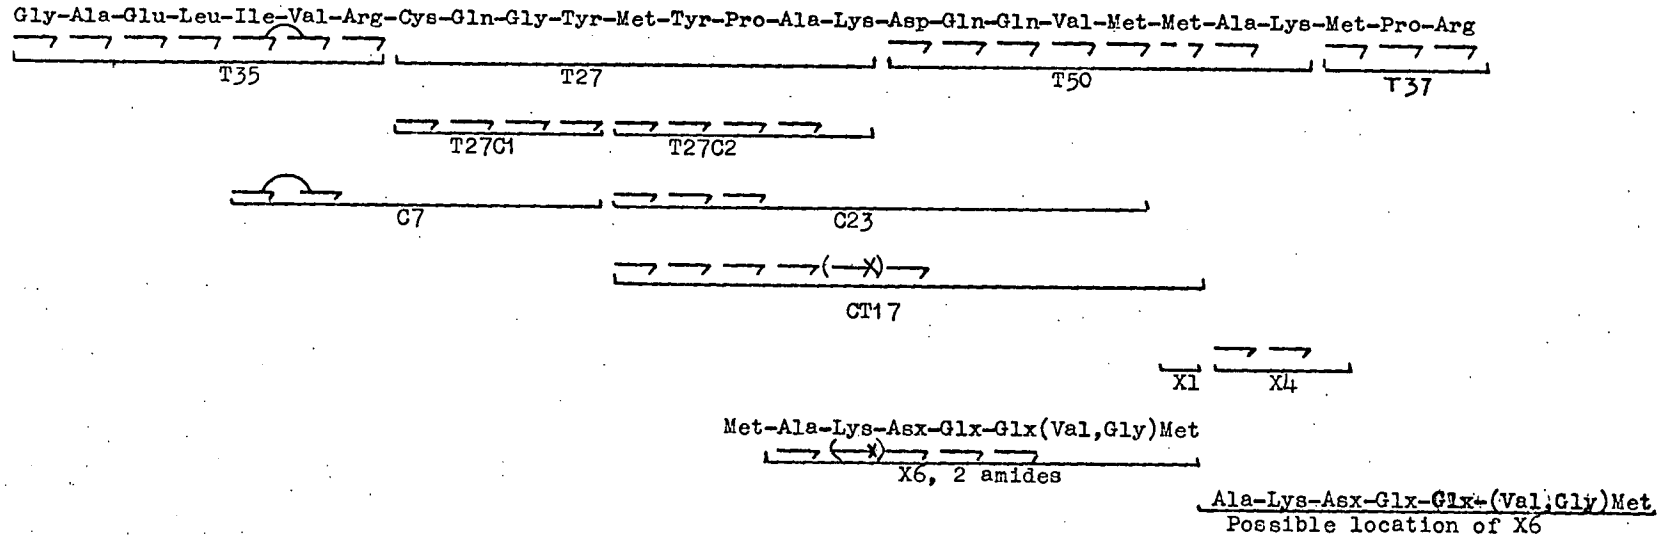 Gly-Ala-Glu-Leu-Ile-Val-Arg-Cys-Gln-Gly-Tyr-Met-Tyr-Pro-Ala-Lys-Asp-Gln-Gln-Val-Met-Met-Ala-Lys-Met-Pro-Arg
T35 T27 T50 T37
T27C1 T27C2
C7 C23
CT17
X1 X4
Met-Ala-Lys-Asx-Glx-Glx(Val,Gly)Met
X6, 2 amides
Ala-Lys-Asx-Glx-Glx-(Val,Gly)Met
Possible location of X6